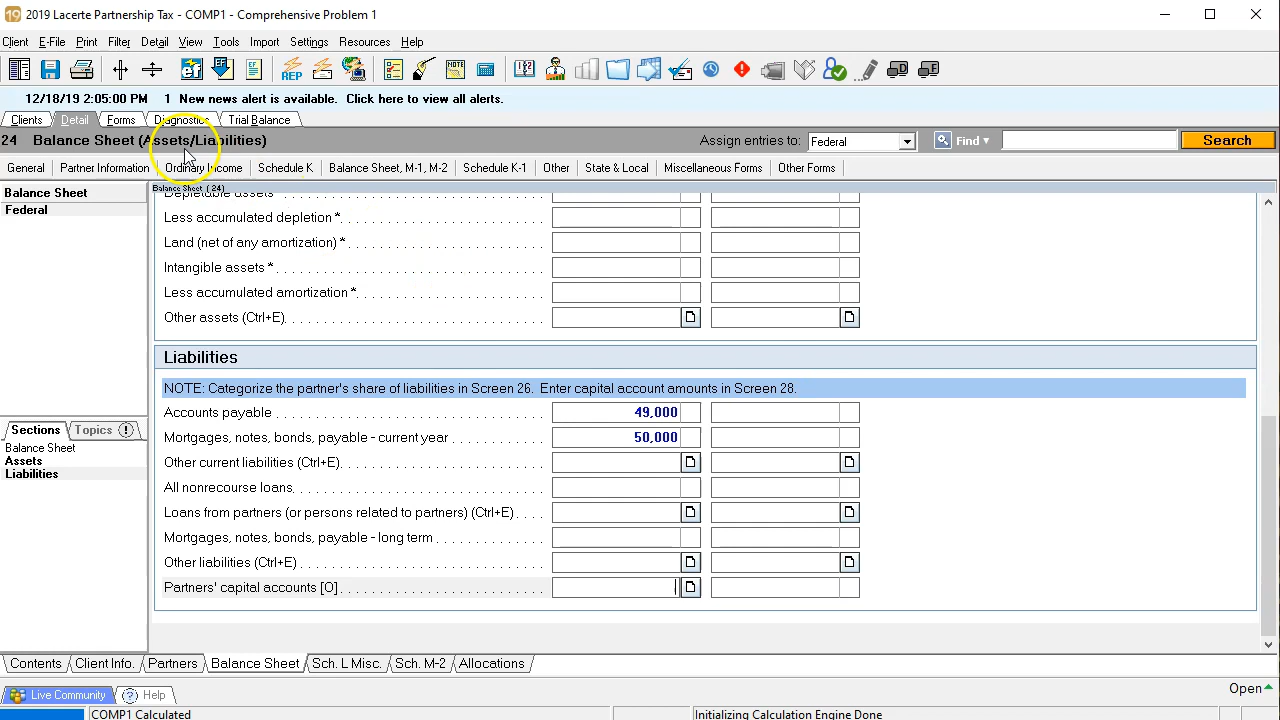 2019 Lacerte Partnership Tax - COMP1 - Comprehensive Problem 1
Client E-File Print Filter Detail View Tools Import Settings Resources Help
12/18/19 2:05:00 PM 1 New news alert is available. Click here to view all alerts.
Clients Detail Forms Diagnostics Trial Balance
24 Balance Sheet (Assets/Liabilities) Assign entries to: Federal Find Search
General Partner Information Ordinary Income Schedule K Balance Sheet, M-1, M-2 Schedule K-1 Other State & Local Miscellaneous Forms Other Forms
Balance Sheet
Federal
Balance Sheet (24)
Depletable assets
Less accumulated depletion *
Land (net of any amortization) *
Intangible assets *
Less accumulated amortization *
Other assets (Ctrl+E)
Liabilities
NOTE: Categorize the partner's share of liabilities in Screen 26. Enter capital account amounts in Screen 28.
Accounts payable 49,000
Mortgages, notes, bonds, payable - current year 50,000
Other current liabilities (Ctrl+E)
All nonrecourse loans
Loans from partners (or persons related to partners) (Ctrl+E)
Mortgages, notes, bonds, payable - long term
Other liabilities (Ctrl+E)
Partners' capital accounts [O]
Sections Topics
Balance Sheet
Assets
Liabilities
Contents Client Info. Partners Balance Sheet Sch. L Misc. Sch. M-2 Allocations
Live Community Help Open
COMP1 Calculated Initializing Calculation Engine Done